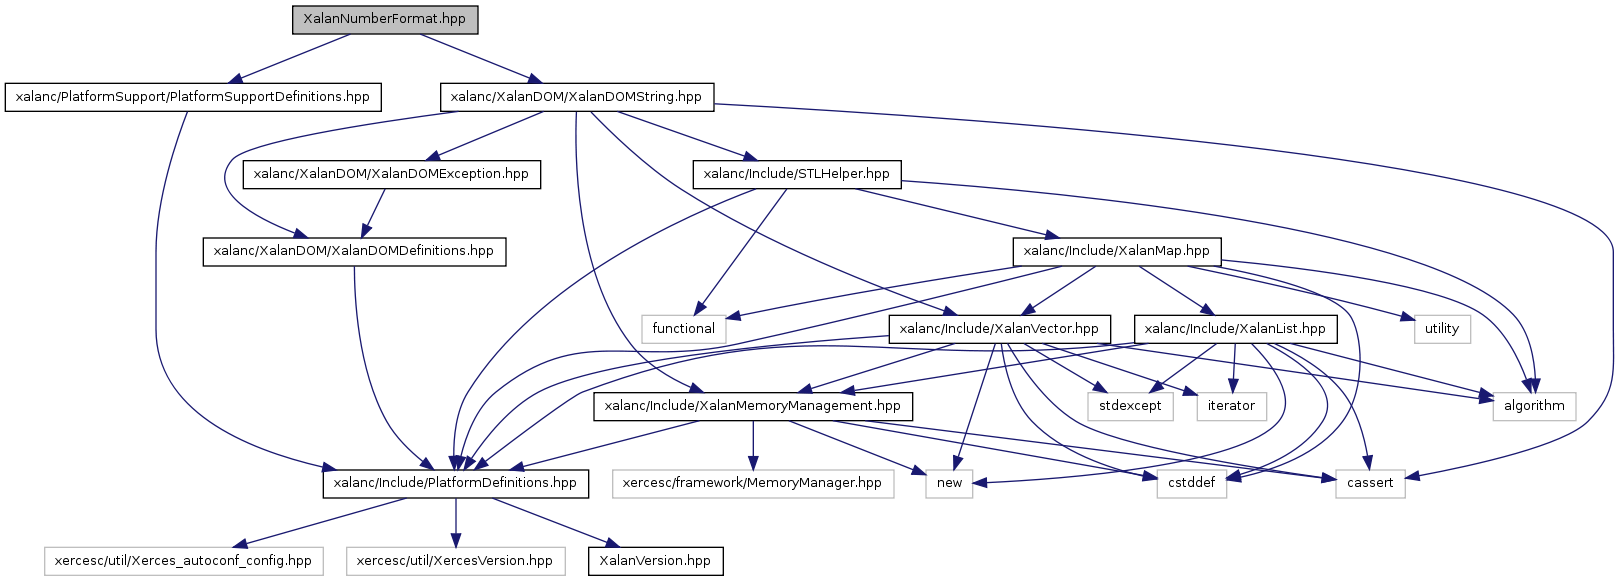 XalanNumberFormat.hpp
xalanc/PlatformSupport/PlatformSupportDefinitions.hpp
xalanc/XalanDOM/XalanDOMString.hpp
xalanc/XalanDOM/XalanDOMException.hpp
xalanc/Include/STLHelper.hpp
xalanc/XalanDOM/XalanDOMDefinitions.hpp
xalanc/Include/XalanMap.hpp
functional
xalanc/Include/XalanVector.hpp
xalanc/Include/XalanList.hpp
utility
xalanc/Include/XalanMemoryManagement.hpp
stdexcept
iterator
algorithm
xalanc/Include/PlatformDefinitions.hpp
xercesc/framework/MemoryManager.hpp
new
cstddef
cassert
xercesc/util/Xerces_autoconf_config.hpp
xercesc/util/XercesVersion.hpp
XalanVersion.hpp